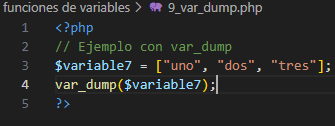 funciones de variables > 9_var_dump.php
1 <?php
2 // Ejemplo con var_dump
3 $variable7 = ["uno", "dos", "tres"];
4 var_dump($variable7);
5 ?>